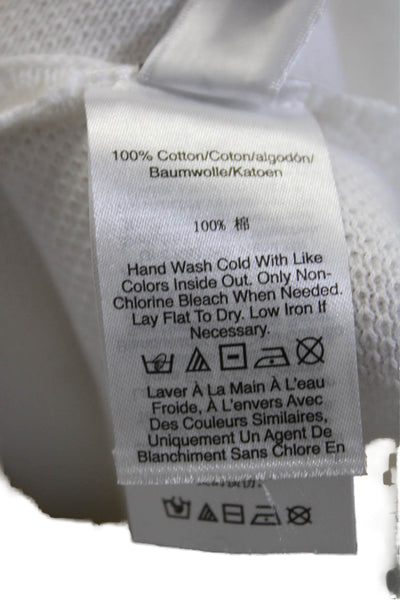 100% Cotton/Coton/algodón/
Baumwolle/Katoen
100% 棉
Hand Wash Cold With Like
Colors Inside Out. Only Non-
Chlorine Bleach When Needed.
Lay Flat To Dry. Low Iron If
Necessary.
Laver À La Main À L'eau
Froide, À L'envers Avec
Des Couleurs Similaires,
Uniquement Un Agent De
Blanchiment Sans Chlore En